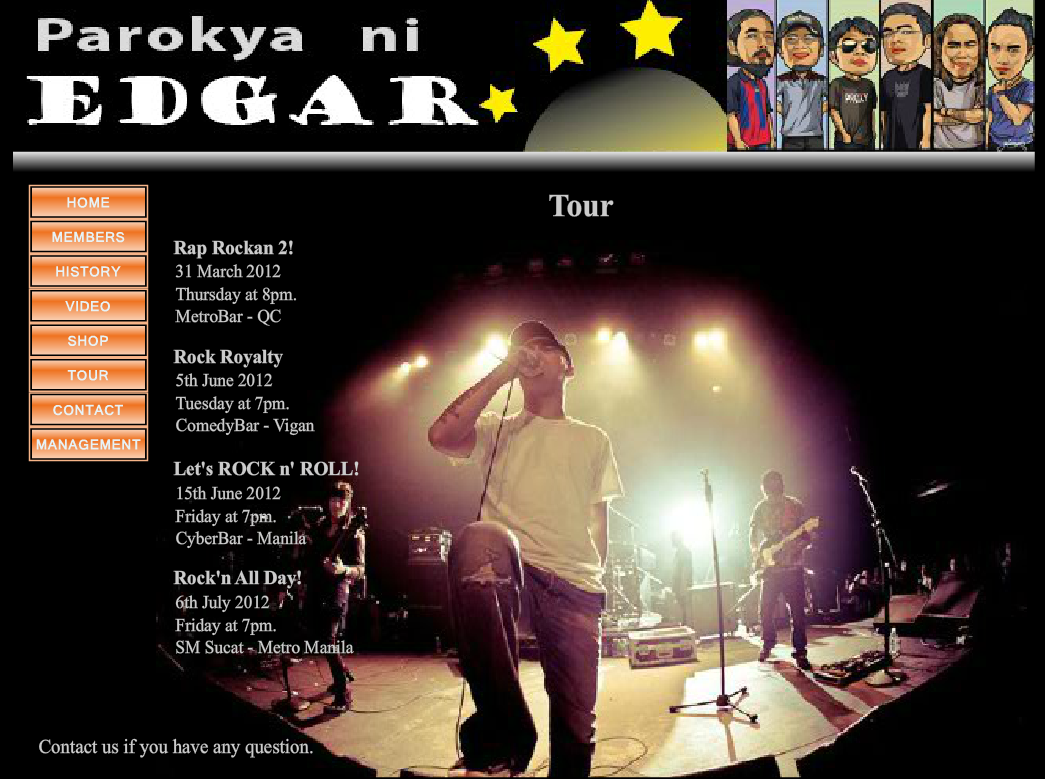 Parokya ni
EDGAR
HOME
MEMBERS
HISTORY
VIDEO
SHOP
TOUR
CONTACT
MANAGEMENT
Tour
Rap Rockan 2!
31 March 2012
Thursday at 8pm.
MetroBar - QC
Rock Royalty
5th June 2012
Tuesday at 7pm.
ComedyBar - Vigan
Let's ROCK n' ROLL!
15th June 2012
Friday at 7pm.
CyberBar - Manila
Rock'n All Day!
6th July 2012
Friday at 7pm.
SM Sucat - Metro Manila
Contact us if you have any question.